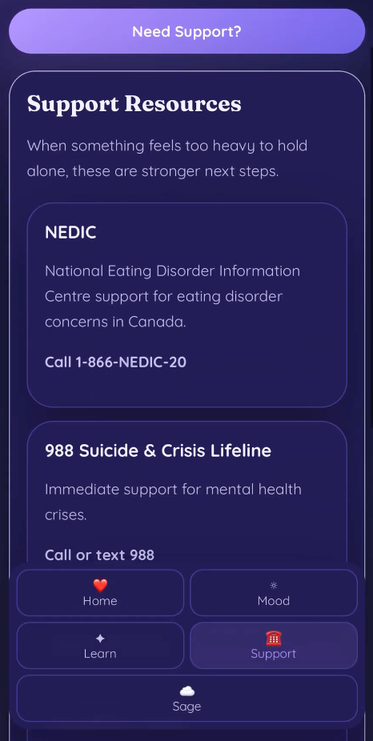 Need Support?
Support Resources
When something feels too heavy to hold
alone, these are stronger next steps.
NEDIC
National Eating Disorder Information
Centre support for eating disorder
concerns in Canada.
Call 1-866-NEDIC-20
988 Suicide & Crisis Lifeline
Immediate support for mental health
crises.
Call or text 988
Home
Mood
Learn
Support
Sage